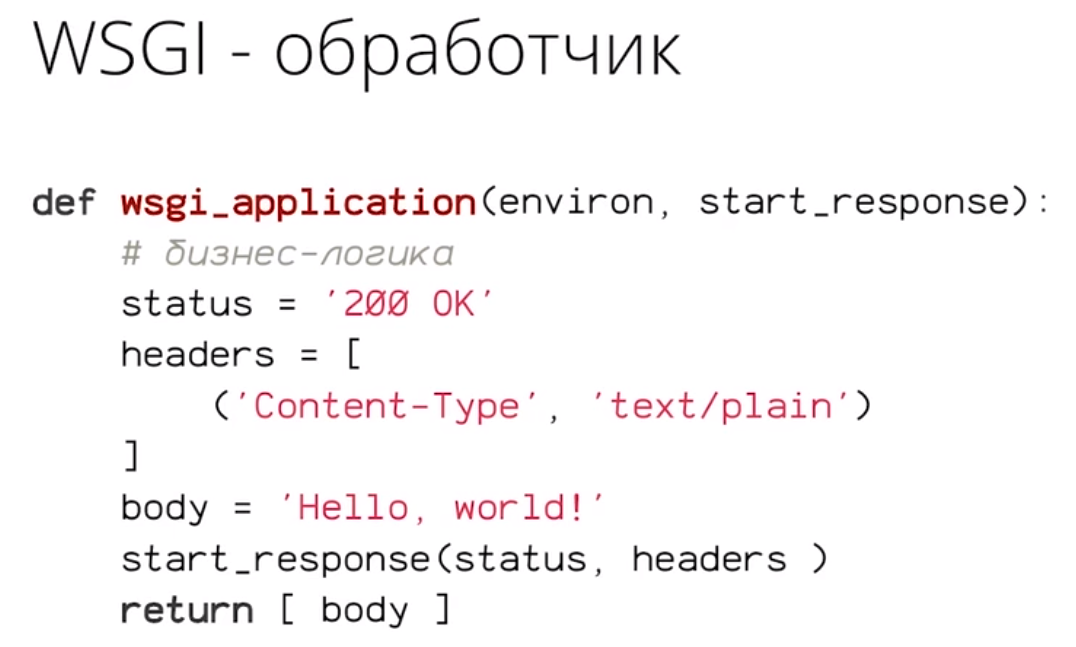 WSGI - обработчик
def wsgi_application(environ, start_response):
    # бизнес-логика
    status = '200 OK'
    headers = [
        ('Content-Type', 'text/plain')
    ]
    body = 'Hello, world!'
    start_response(status, headers )
    return [ body ]